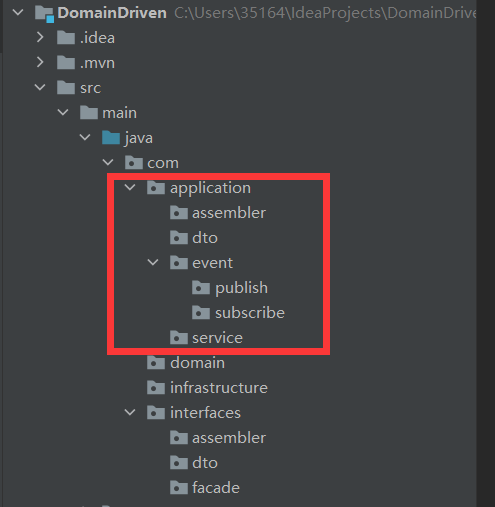 DomainDriven C:\Users\35164\IdeaProjects\DomainDrive
.idea
.mvn
src
main
java
com
application
assembler
dto
event
publish
subscribe
service
domain
infrastructure
interfaces
assembler
dto
facade